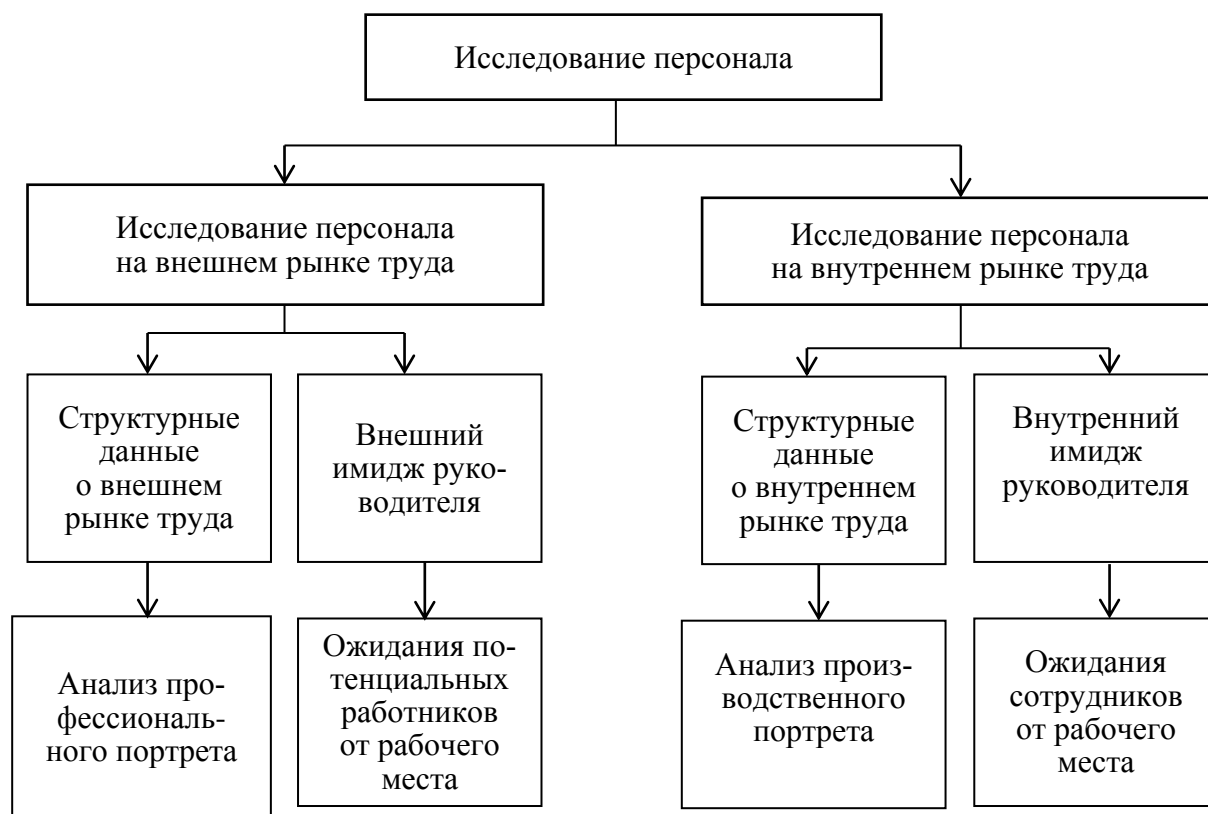 Исследование персонала
Исследование персонала
на внешнем рынке труда
Исследование персонала
на внутреннем рынке труда
Структурные
данные
о внешнем
рынке труда
Внешний
имидж руко-
водителя
Структурные
данные
о внутреннем
рынке труда
Внутренний
имидж
руководителя
Анализ про-
фессиональ-
ного портрета
Ожидания по-
тенциальных
работников
от рабочего
места
Анализ произ-
водственного
портрета
Ожидания
сотрудников
от рабочего
места